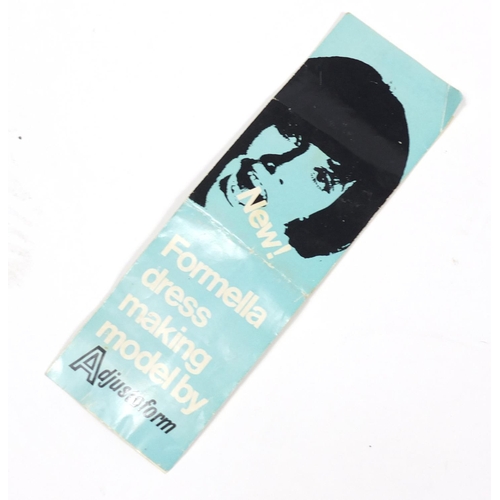 New!
Formella
dress
making
model by
Adjustoform